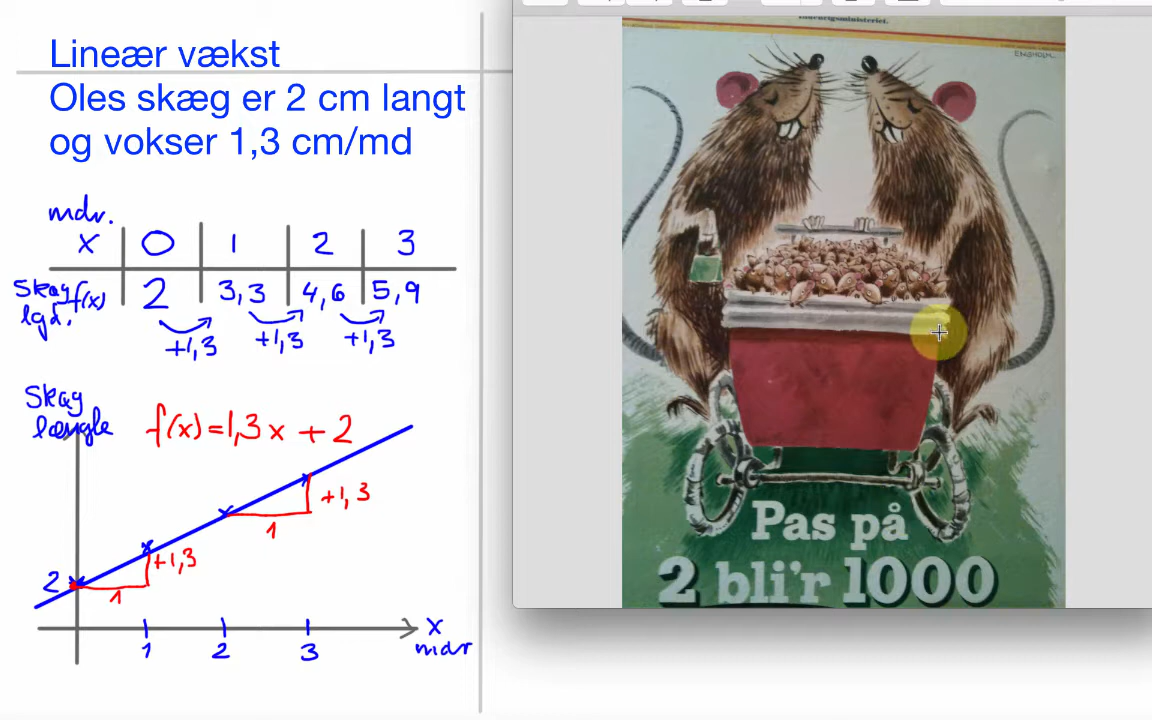 Lineær vækst
Oles skæg er 2 cm langt
og vokser 1,3 cm/md
mdr.
x 0 1 2 3
Skæg
lgd. f(x) 2 3,3 4,6 5,9
+1,3 +1,3 +1,3
Skæg
længde
f(x)=1,3x + 2
+1,3
1
+1,3
2
1
x
1 2 3 mdr
ENGHOLM
Pas på
2 bli'r 1000